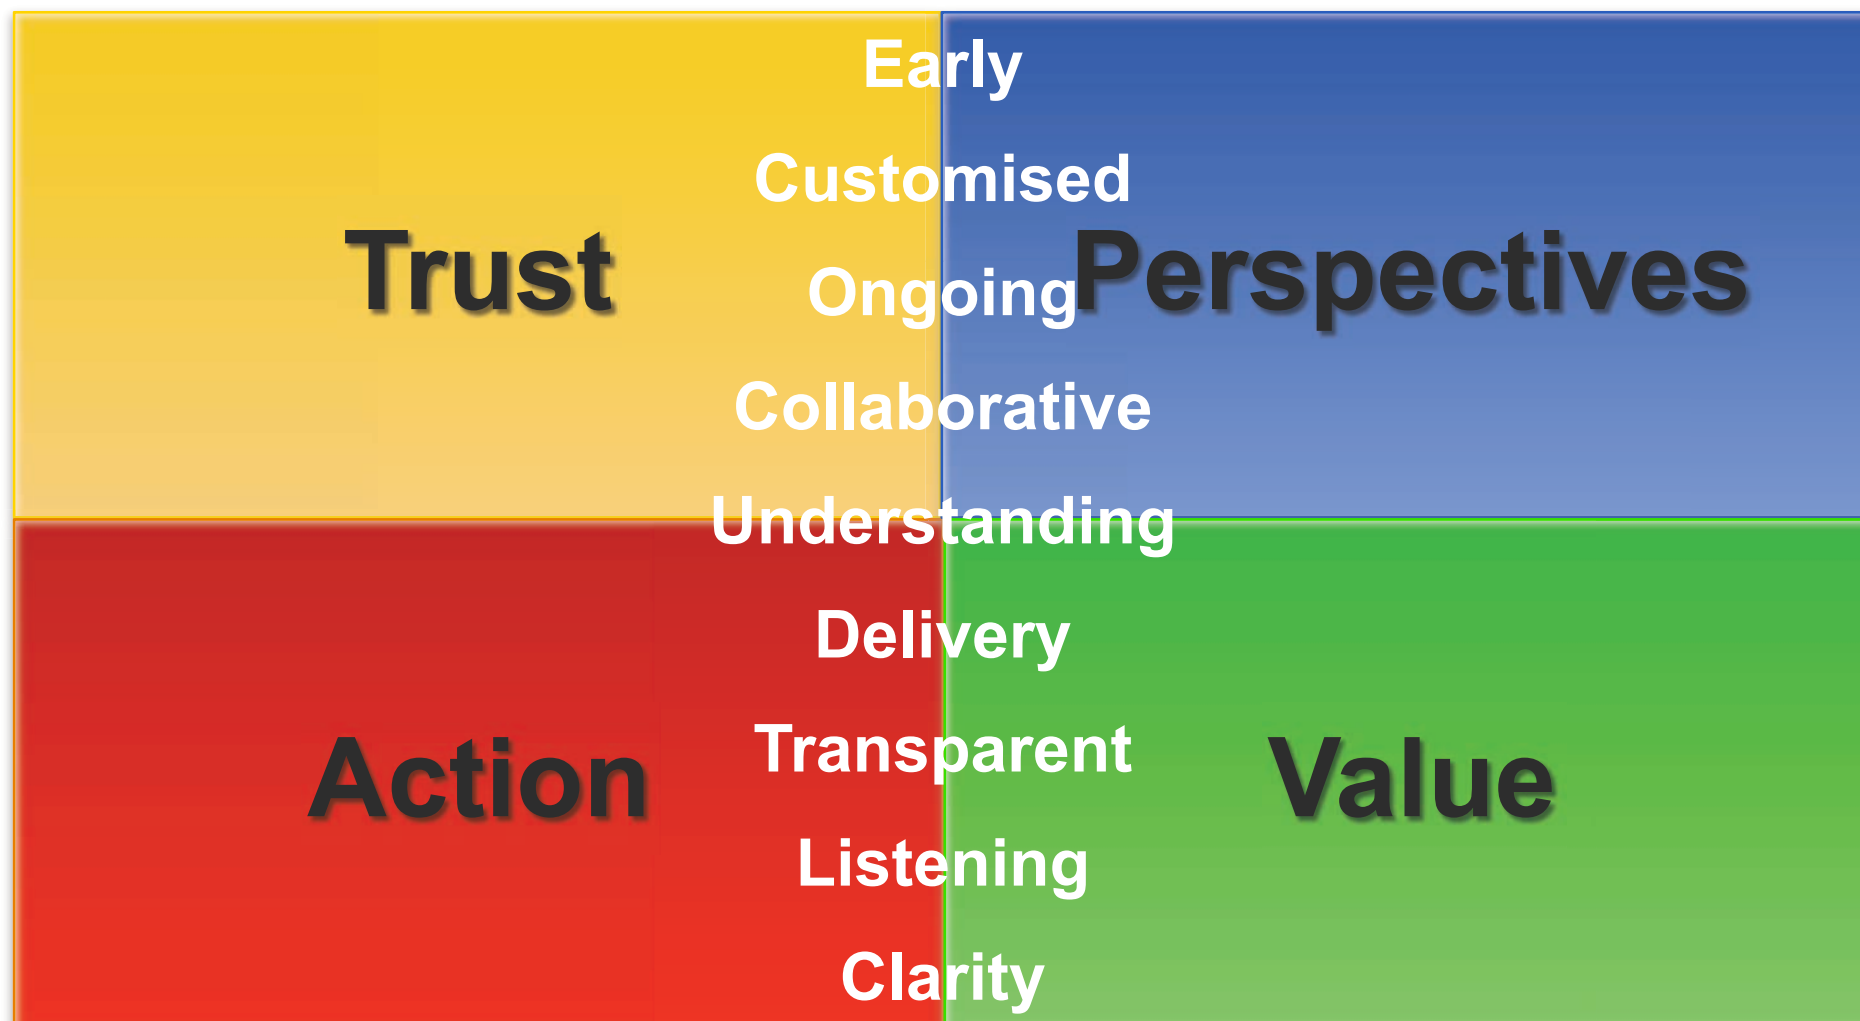 Early
Customised
Trust
Ongoing
Perspectives
Collaborative
Understanding
Delivery
Transparent
Action
Value
Listening
Clarity